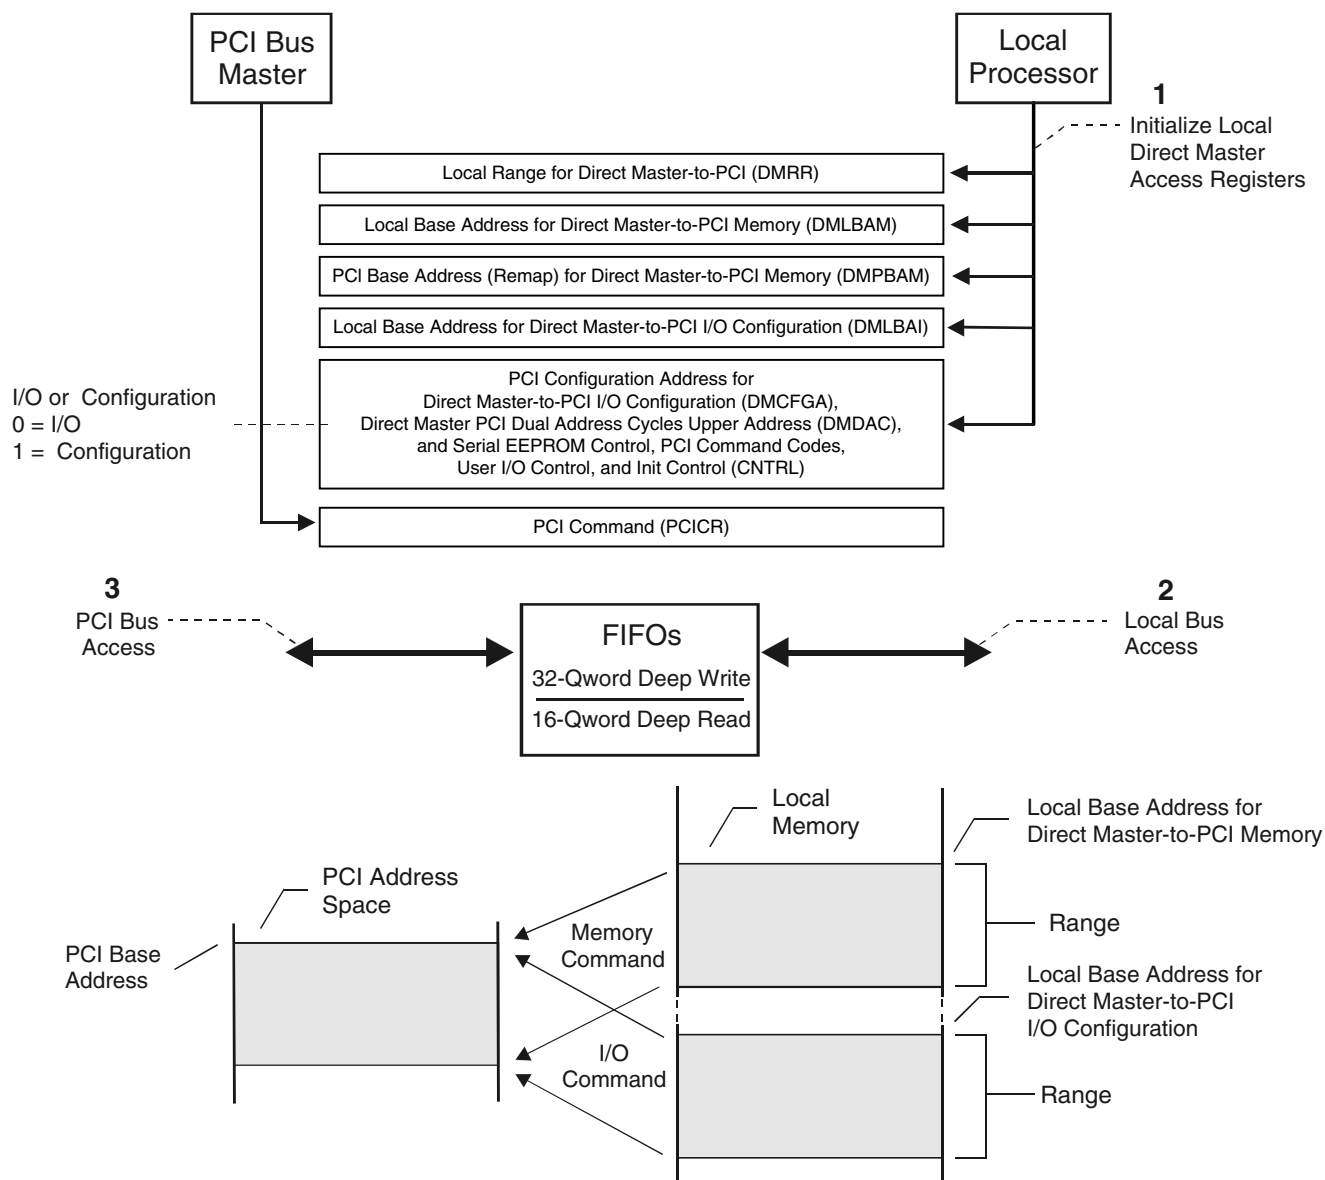 PCI Bus
Master
Local
Processor
1
Initialize Local
Direct Master
Access Registers
Local Range for Direct Master-to-PCI (DMRR)
Local Base Address for Direct Master-to-PCI Memory (DMLBAM)
PCI Base Address (Remap) for Direct Master-to-PCI Memory (DMPBAM)
Local Base Address for Direct Master-to-PCI I/O Configuration (DMLBAI)
I/O or Configuration
0 = I/O
1 = Configuration
PCI Configuration Address for
Direct Master-to-PCI I/O Configuration (DMCFGA),
Direct Master PCI Dual Address Cycles Upper Address (DMDAC),
and Serial EEPROM Control, PCI Command Codes,
User I/O Control, and Init Control (CNTRL)
PCI Command (PCICR)
3
PCI Bus
Access
FIFOs
32-Qword Deep Write
16-Qword Deep Read
2
Local Bus
Access
Local
Memory
Local Base Address for
Direct Master-to-PCI Memory
PCI Address
Space
PCI Base
Address
Memory
Command
Range
Local Base Address for
Direct Master-to-PCI
I/O Configuration
I/O
Command
Range